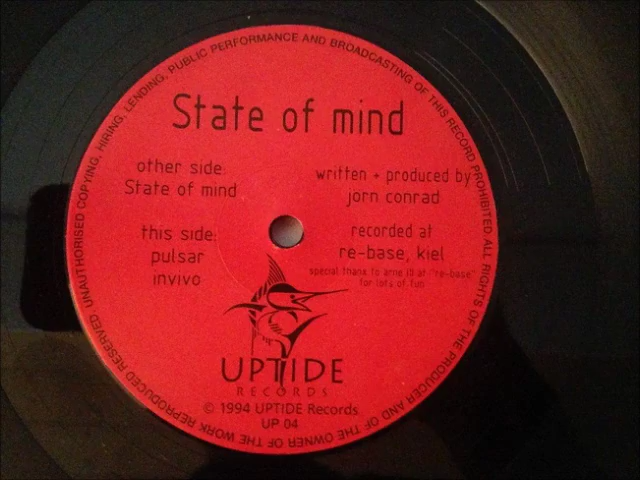 UNAUTHORISED COPYING, HIRING, LENDING, PUBLIC PERFORMANCE AND BROADCASTING OF THIS RECORD PROHIBITED ALL RIGHTS OF THE PRODUCER AND OF THE OWNER OF THE WORK REPRODUCED RESERVED
State of mind
other side:
State of mind
this side:
pulsar
invivo
written + produced by
jörn conrad
recorded at
re-base, kiel
special thanx to arne ill at "re-base"
for lots of fun
UPTIDE
RECORDS
© 1994 UPTIDE Records
UP 04